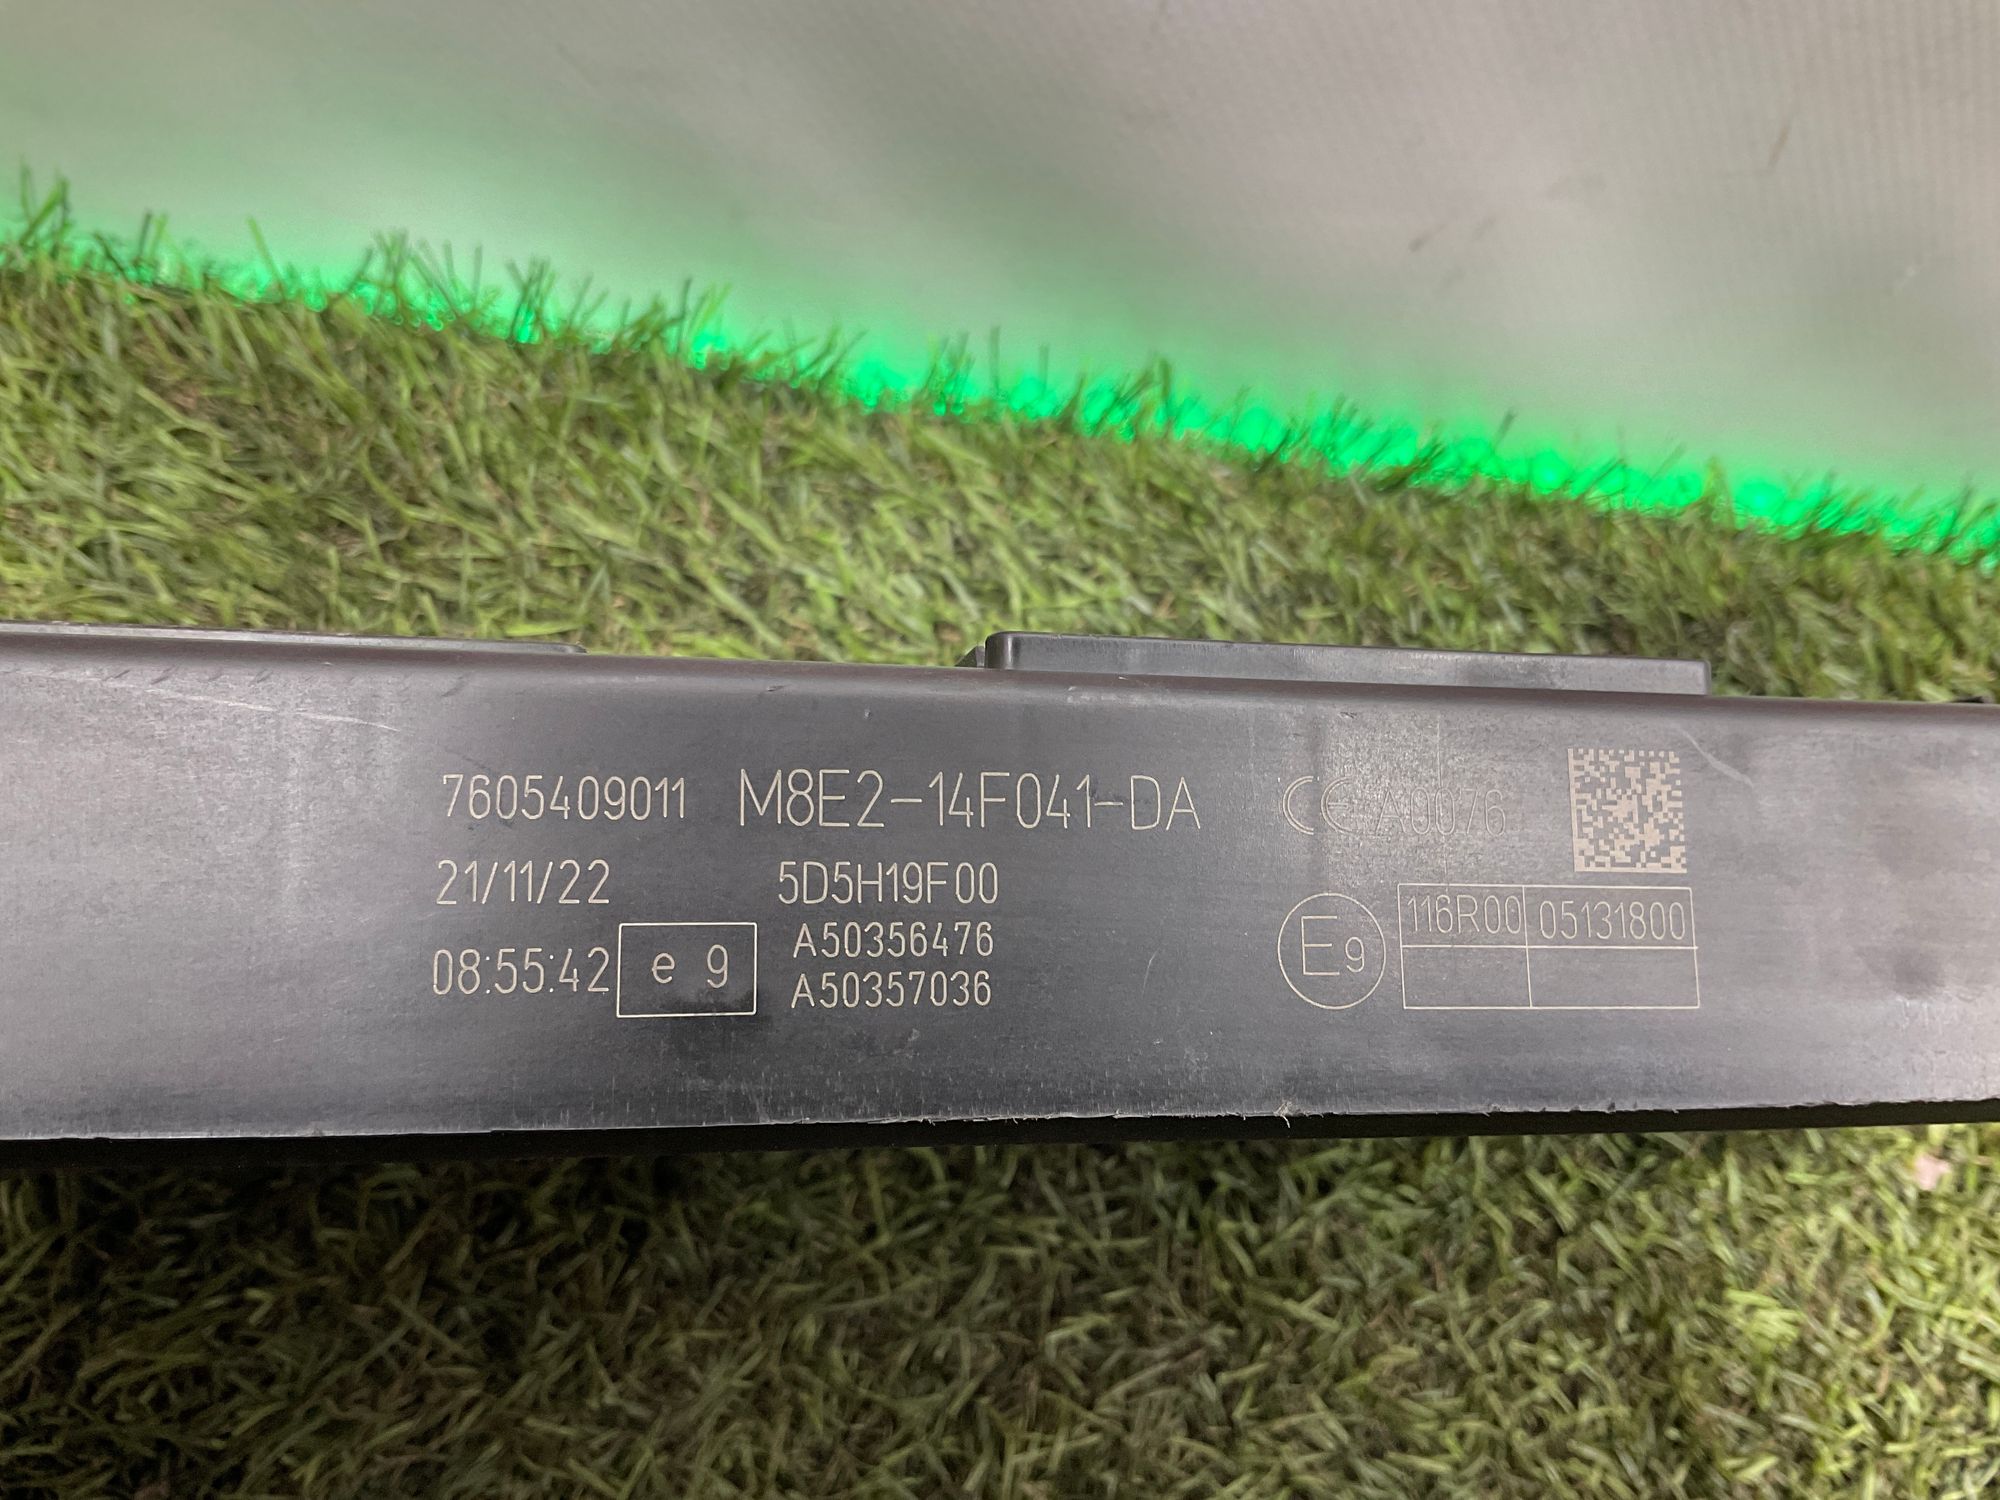 7605409011 M8E2-14F041-DA CE A0076
21/11/22 5D5H19F00
08:55:42 e 9 A50356476
A50357036
E9 116R00 05131800